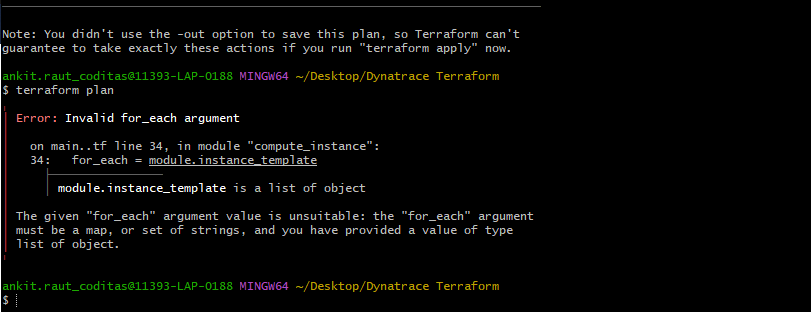 Note: You didn't use the -out option to save this plan, so Terraform can't
guarantee to take exactly these actions if you run "terraform apply" now.
ankit.raut_coditas@11393-LAP-0188 MINGW64 ~/Desktop/Dynatrace Terraform
$ terraform plan
Error: Invalid for_each argument
on main..tf line 34, in module "compute_instance":
34:   for_each = module.instance_template
module.instance_template is a list of object
The given "for_each" argument value is unsuitable: the "for_each" argument
must be a map, or set of strings, and you have provided a value of type
list of object.
ankit.raut_coditas@11393-LAP-0188 MINGW64 ~/Desktop/Dynatrace Terraform
$